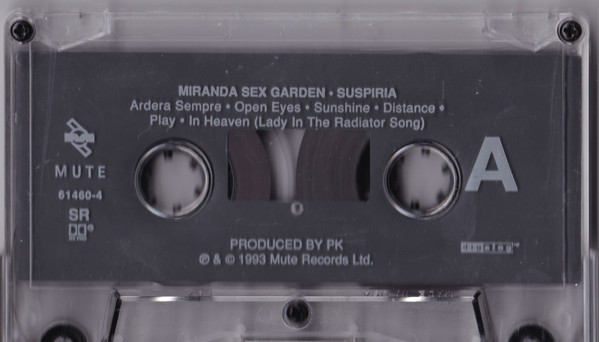 MIRANDA SEX GARDEN • SUSPIRIA
Ardera Sempre • Open Eyes • Sunshine • Distance •
Play • In Heaven (Lady In The Radiator Song)
MUTE
61460-4
SR
A
PRODUCED BY PK
℗ & © 1993 Mute Records Ltd.